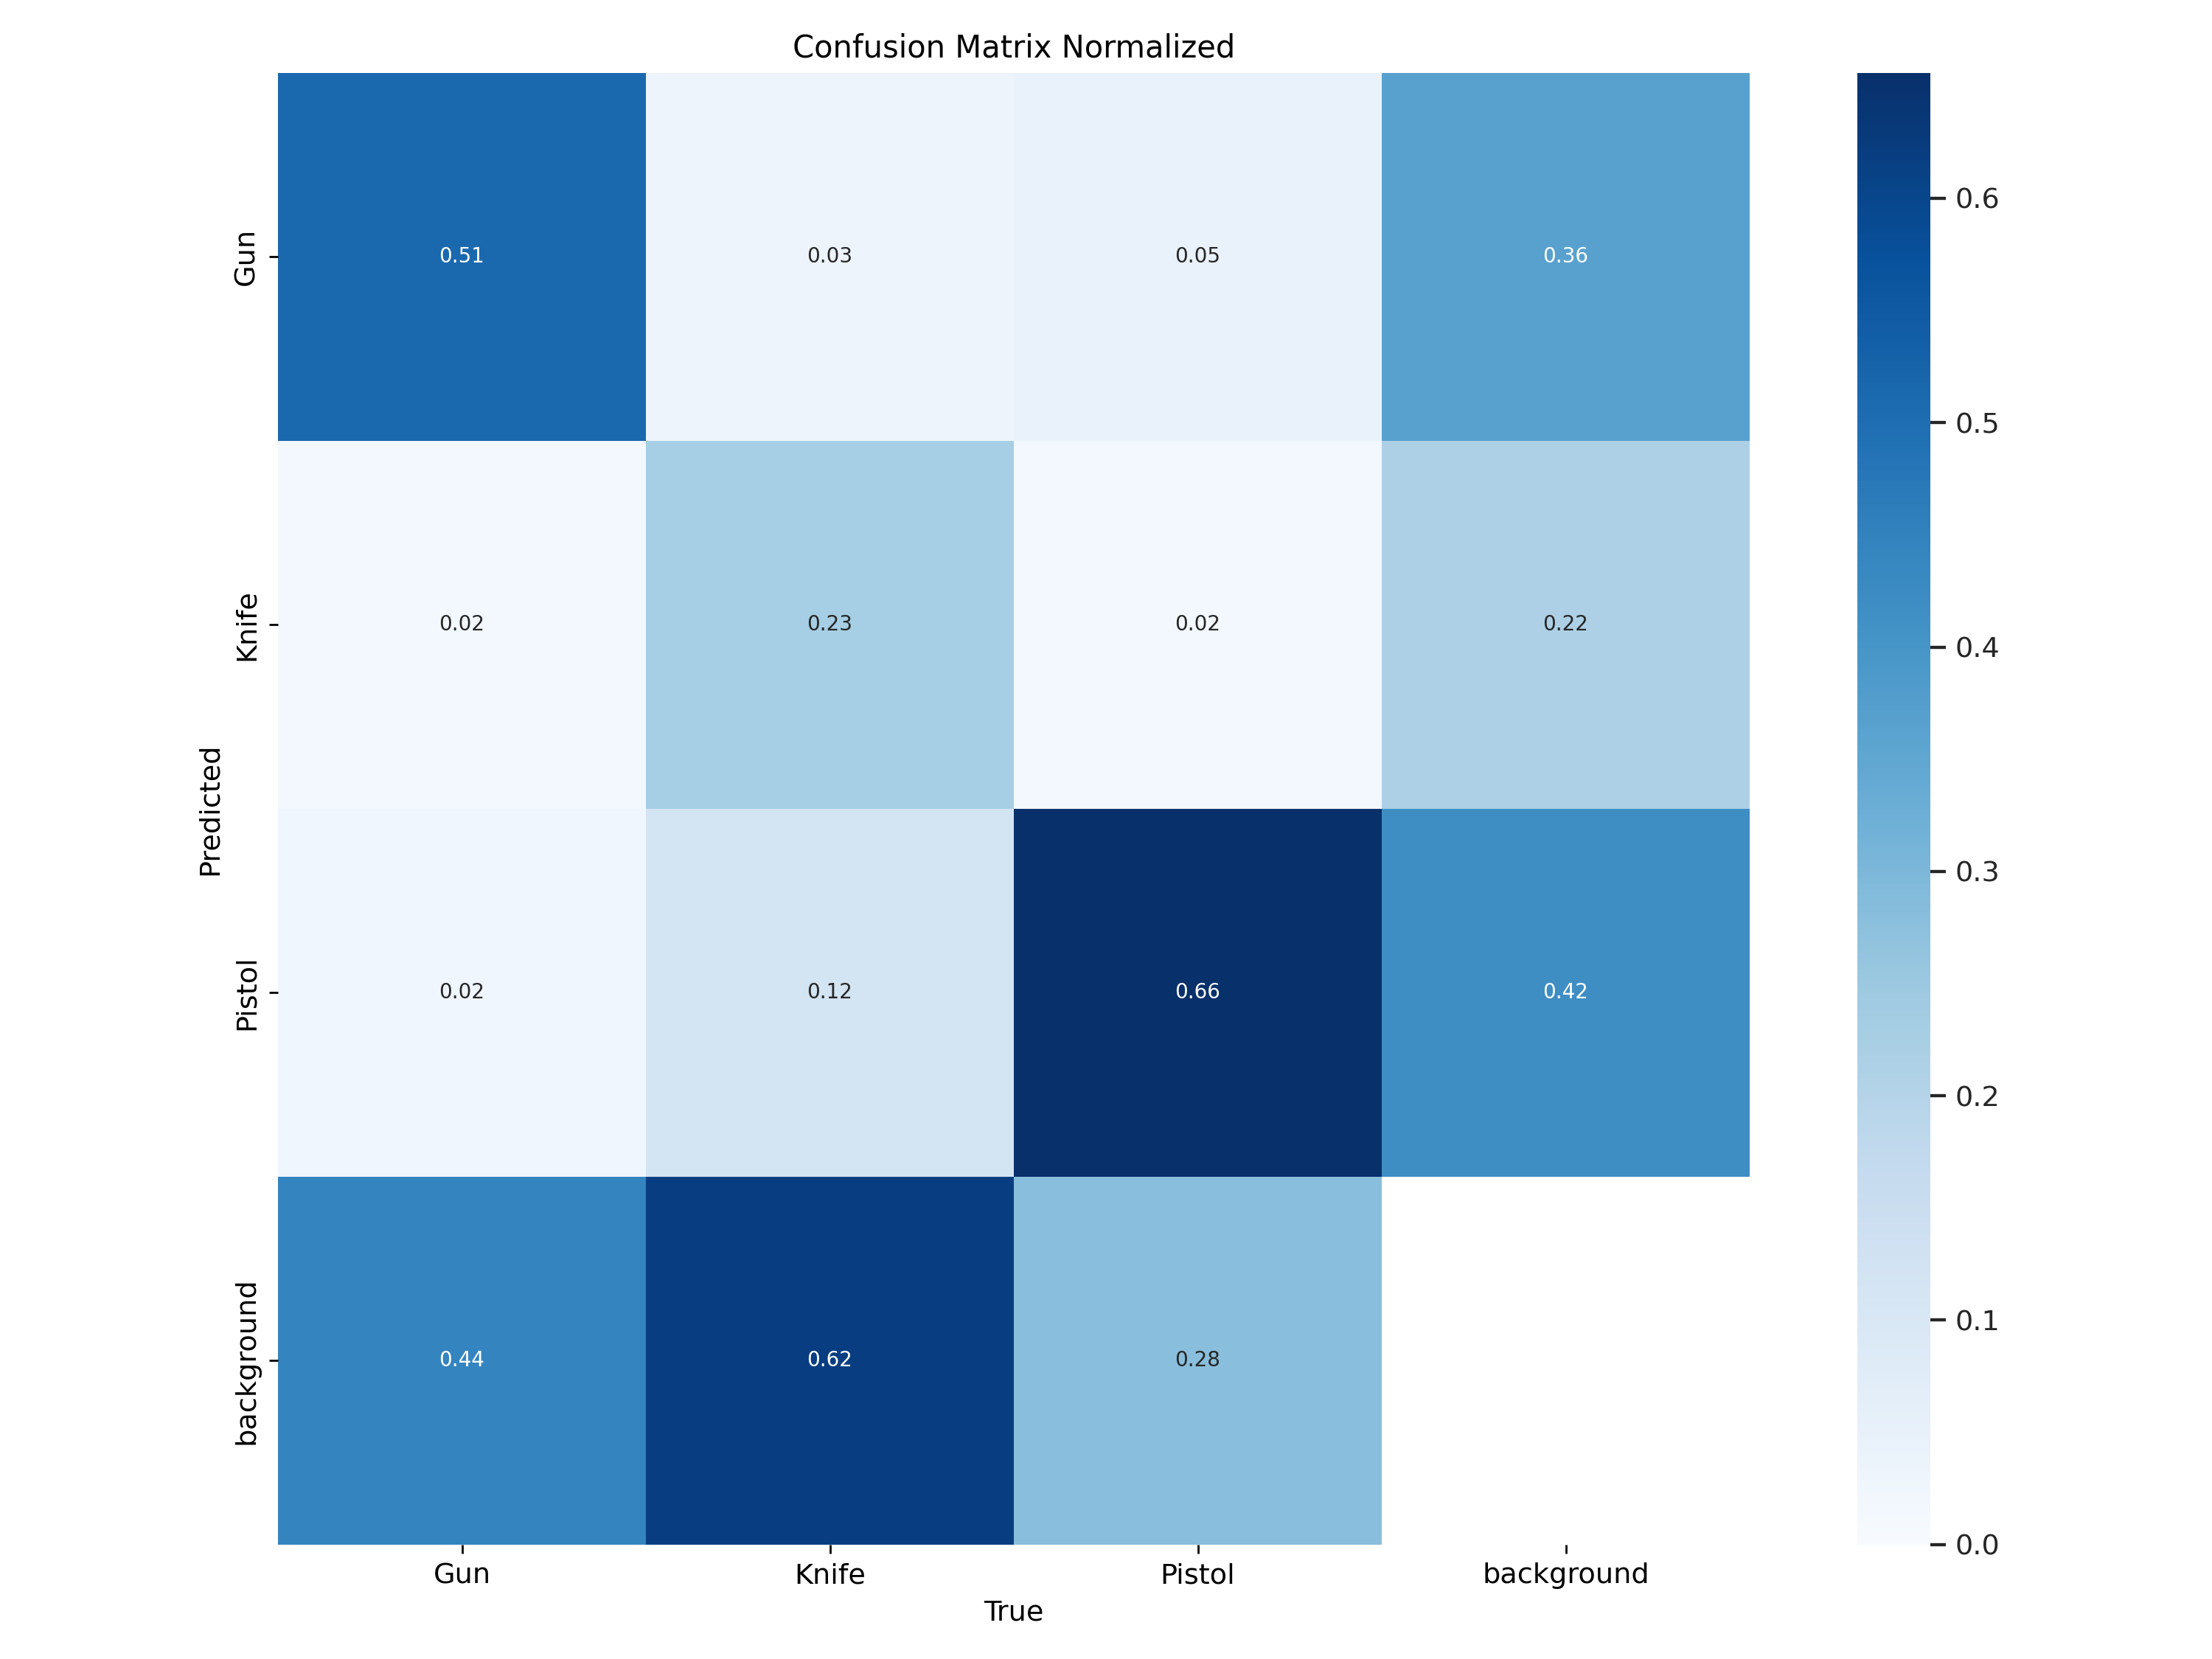 Confusion Matrix Normalized
Gun
0.51
0.03
0.05
0.36
Knife
0.02
0.23
0.02
0.22
Pistol
0.02
0.12
0.66
0.42
background
0.44
0.62
0.28
Predicted
Gun
Knife
Pistol
background
True
0.6
0.5
0.4
0.3
0.2
0.1
0.0